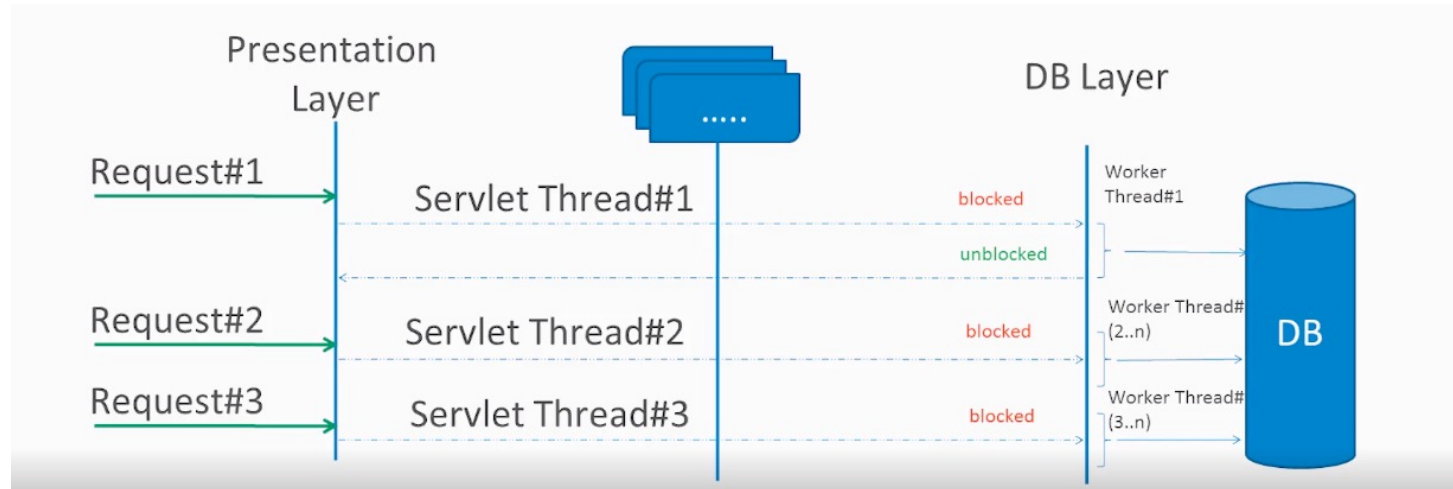 Presentation
Layer
.....
DB Layer
Request#1
Servlet Thread#1
blocked
Worker
Thread#1
unblocked
Request#2
Servlet Thread#2
blocked
Worker Thread#
(2..n)
DB
Request#3
Servlet Thread#3
blocked
Worker Thread#
(3..n)